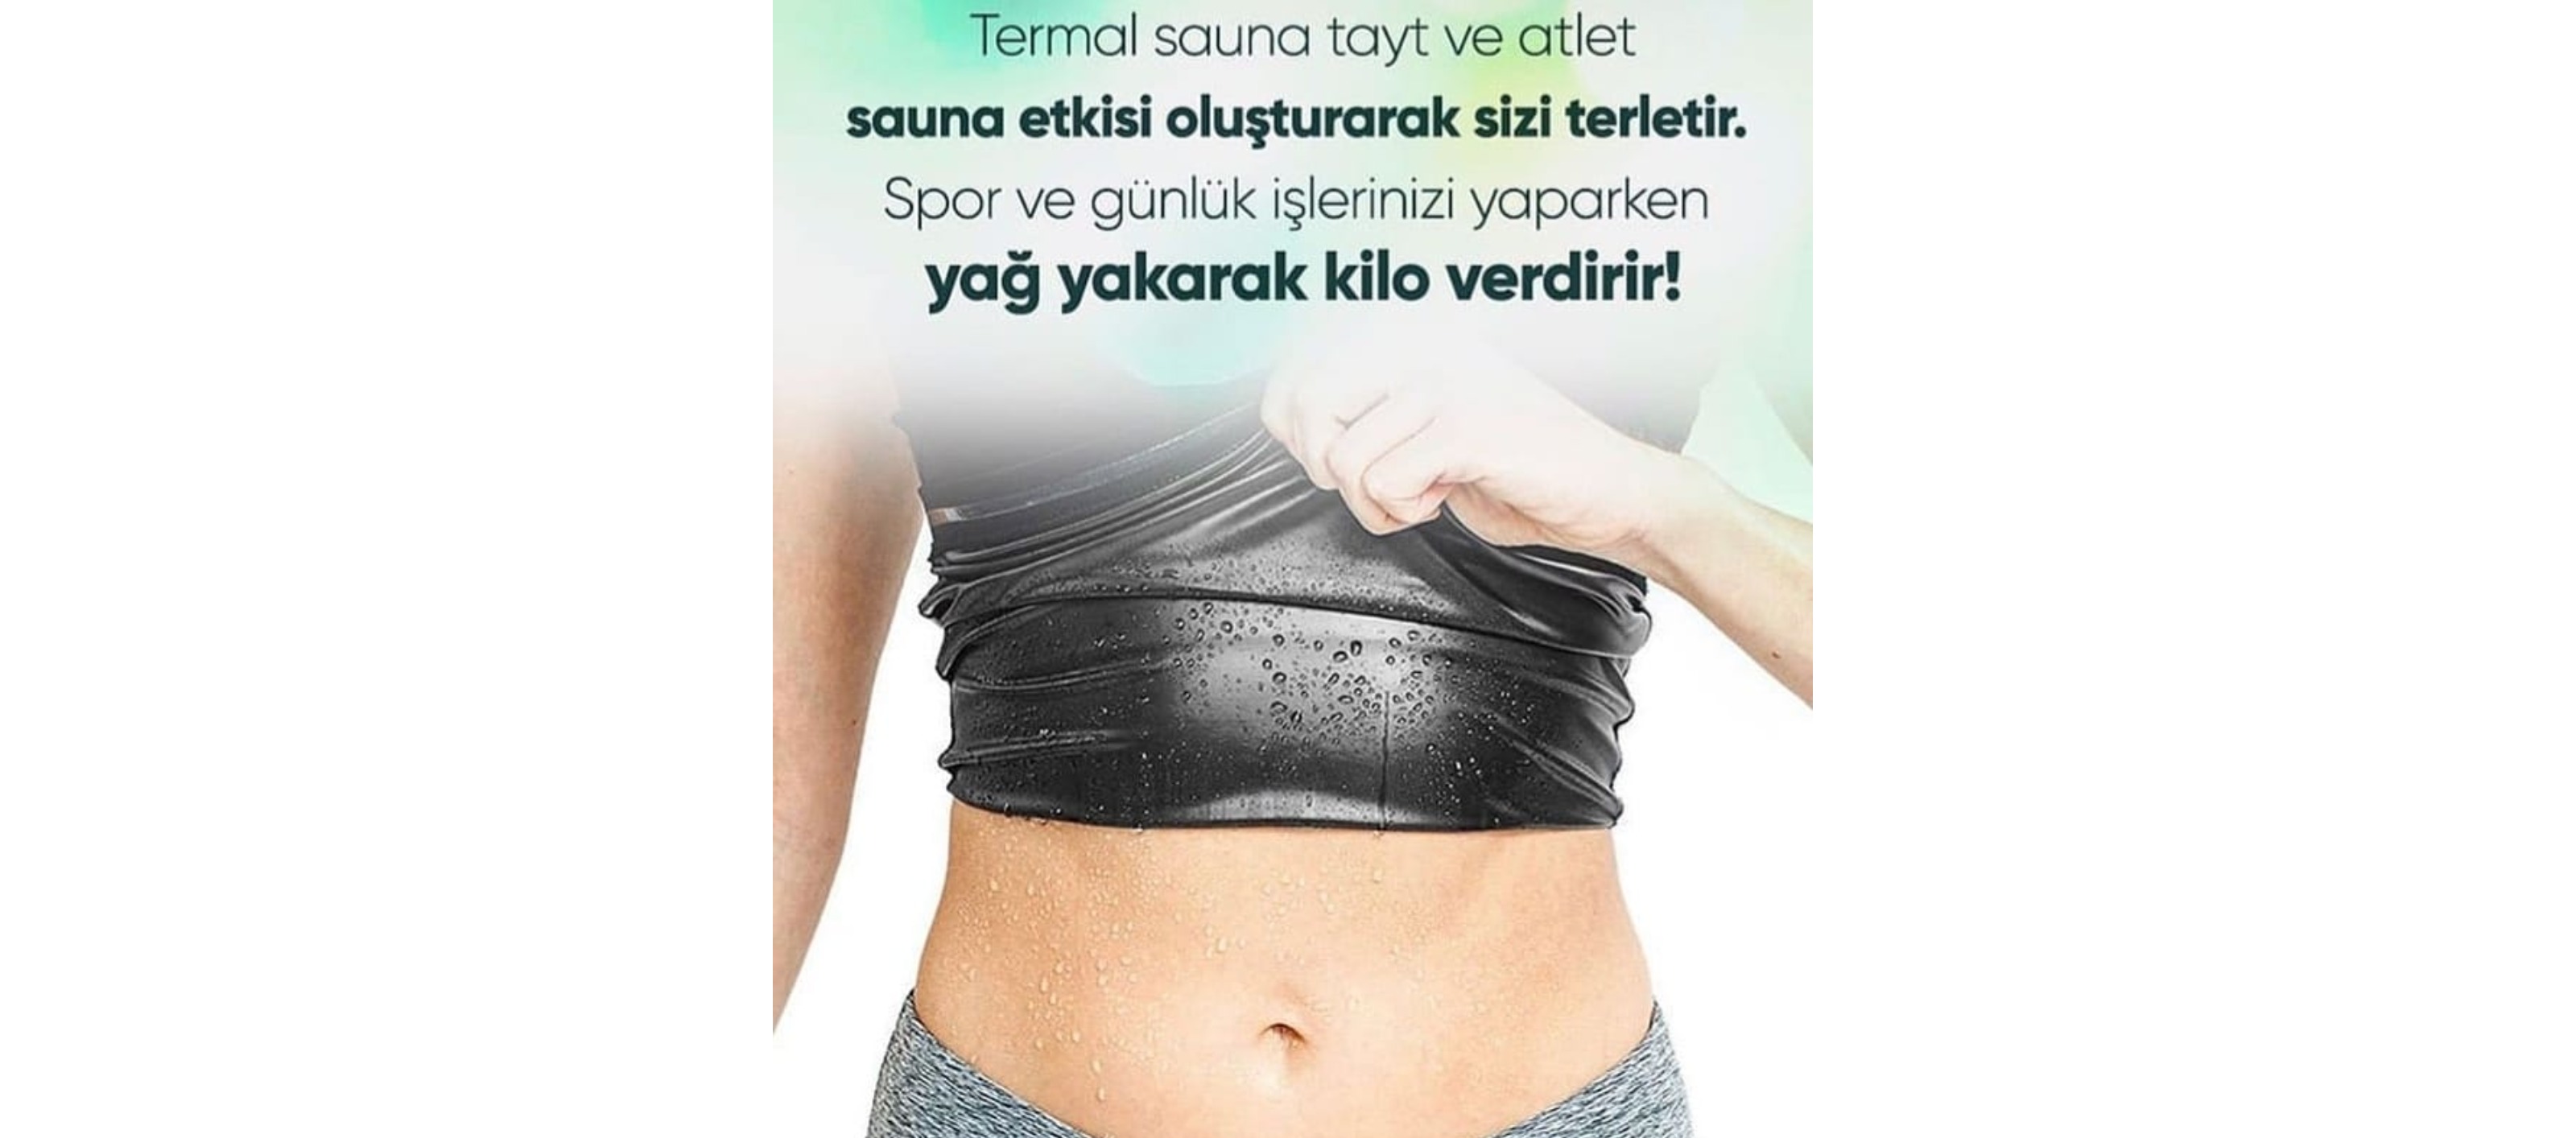 Termal sauna tayt ve atlet
sauna etkisi oluşturarak sizi terletir.
Spor ve günlük işlerinizi yaparken
yağ yakarak kilo verdirir!